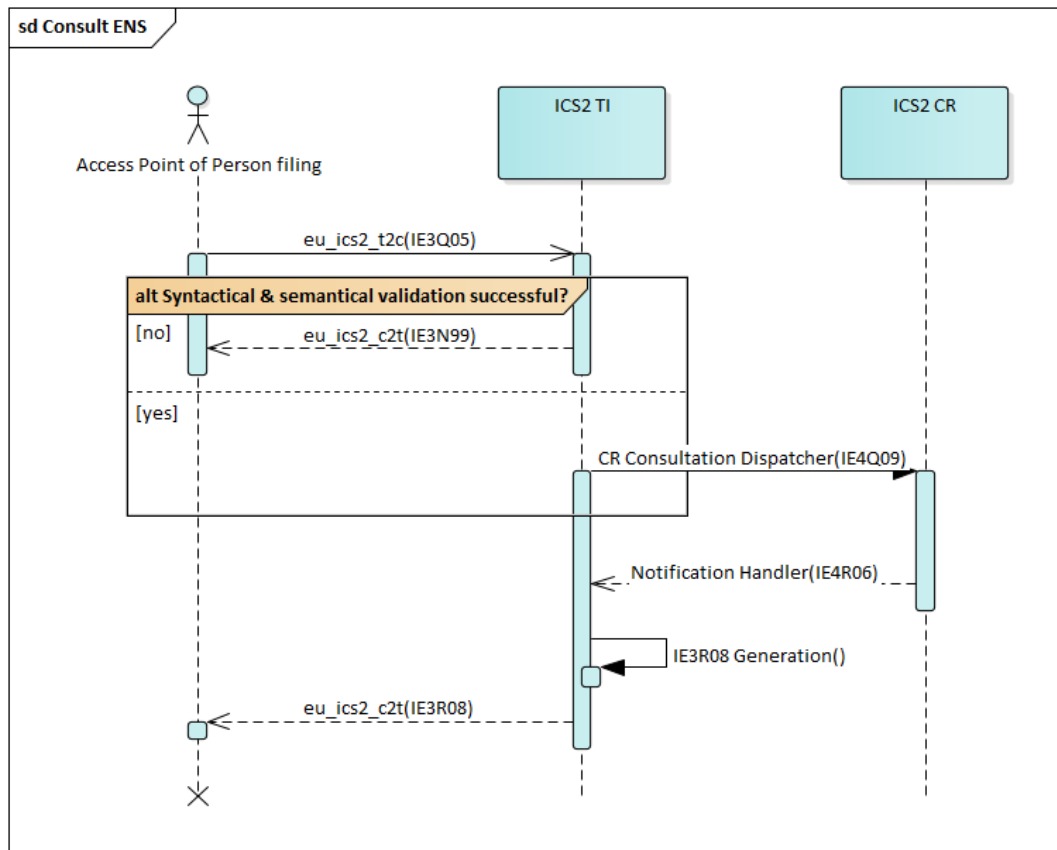 sd Consult ENS
ICS2 TI
ICS2 CR
Access Point of Person filing
eu_ics2_t2c(IE3Q05)
alt Syntactical & semantical validation successful?
[no]
eu_ics2_c2t(IE3N99)
[yes]
CR Consultation Dispatcher(IE4Q09)
Notification Handler(IE4R06)
IE3R08 Generation()
eu_ics2_c2t(IE3R08)